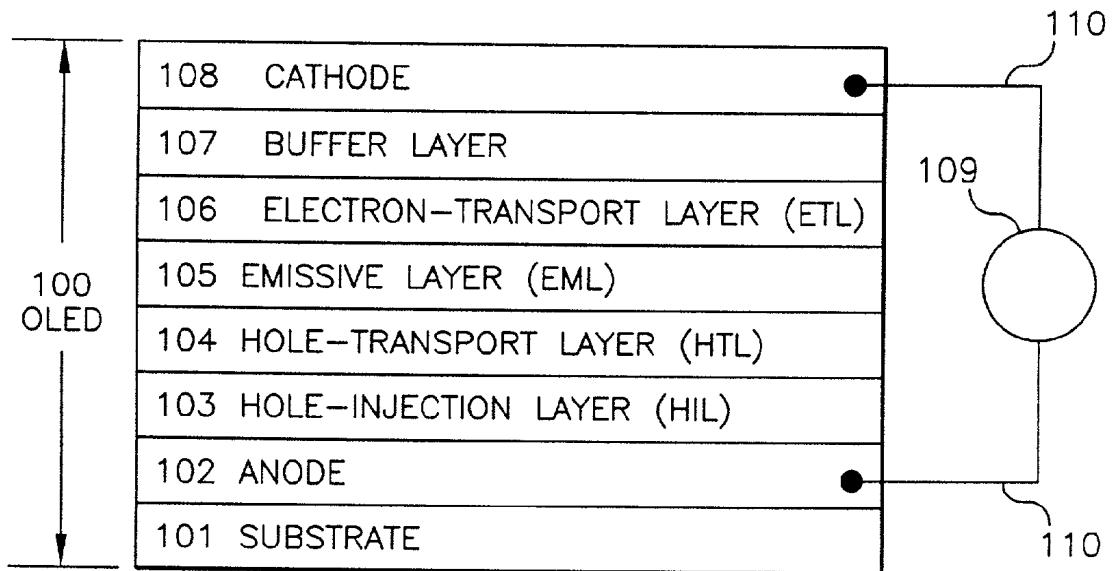 110
108 CATHODE
107 BUFFER LAYER
109
106 ELECTRON-TRANSPORT LAYER (ETL)
105 EMISSIVE LAYER (EML)
100
OLED
104 HOLE-TRANSPORT LAYER (HTL)
103 HOLE-INJECTION LAYER (HIL)
102 ANODE
101 SUBSTRATE
110